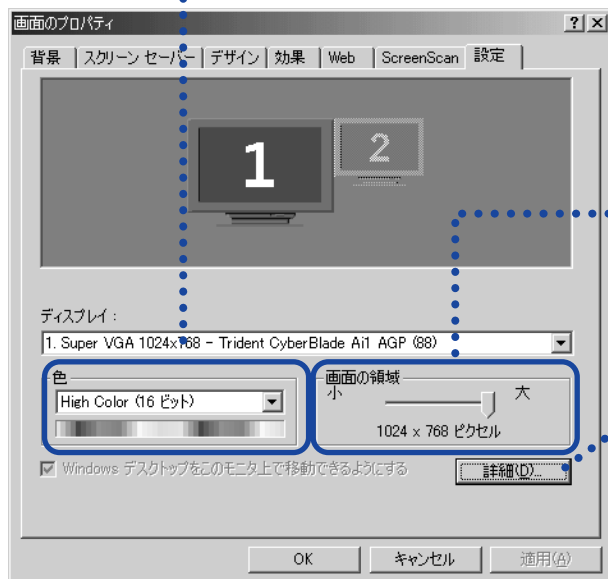 画面のプロパティ
? ×
背景 スクリーン セーバー デザイン 効果 Web ScreenScan 設定
1
2
ディスプレイ :
1. Super VGA 1024x768 - Trident CyberBlade Ai1 AGP (88)
色
High Color (16 ビット)
画面の領域
小 大
1024 x 768 ピクセル
Windows デスクトップをこのモニタ上で移動できるようにする
詳細(D)...
OK キャンセル 適用(A)